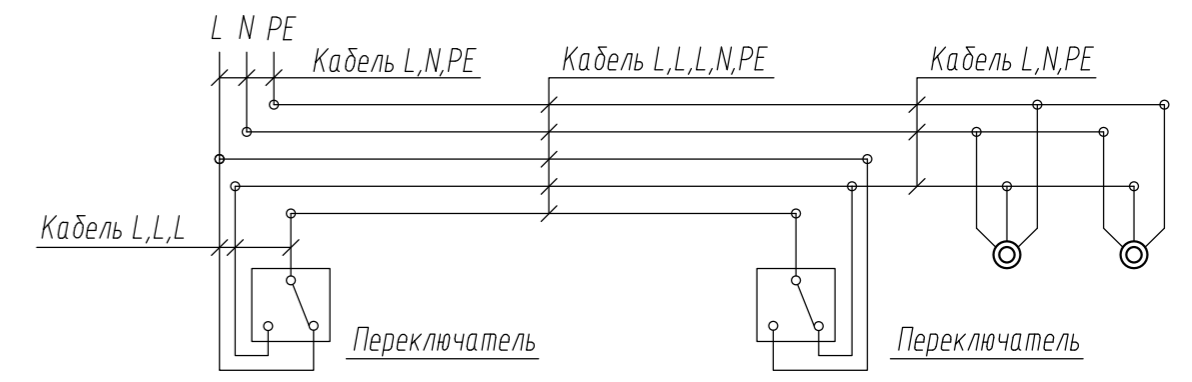 L N PE
Кабель L,N,PE
Кабель L,L,L,N,PE
Кабель L,N,PE
Кабель L,L,L
Переключатель
Переключатель